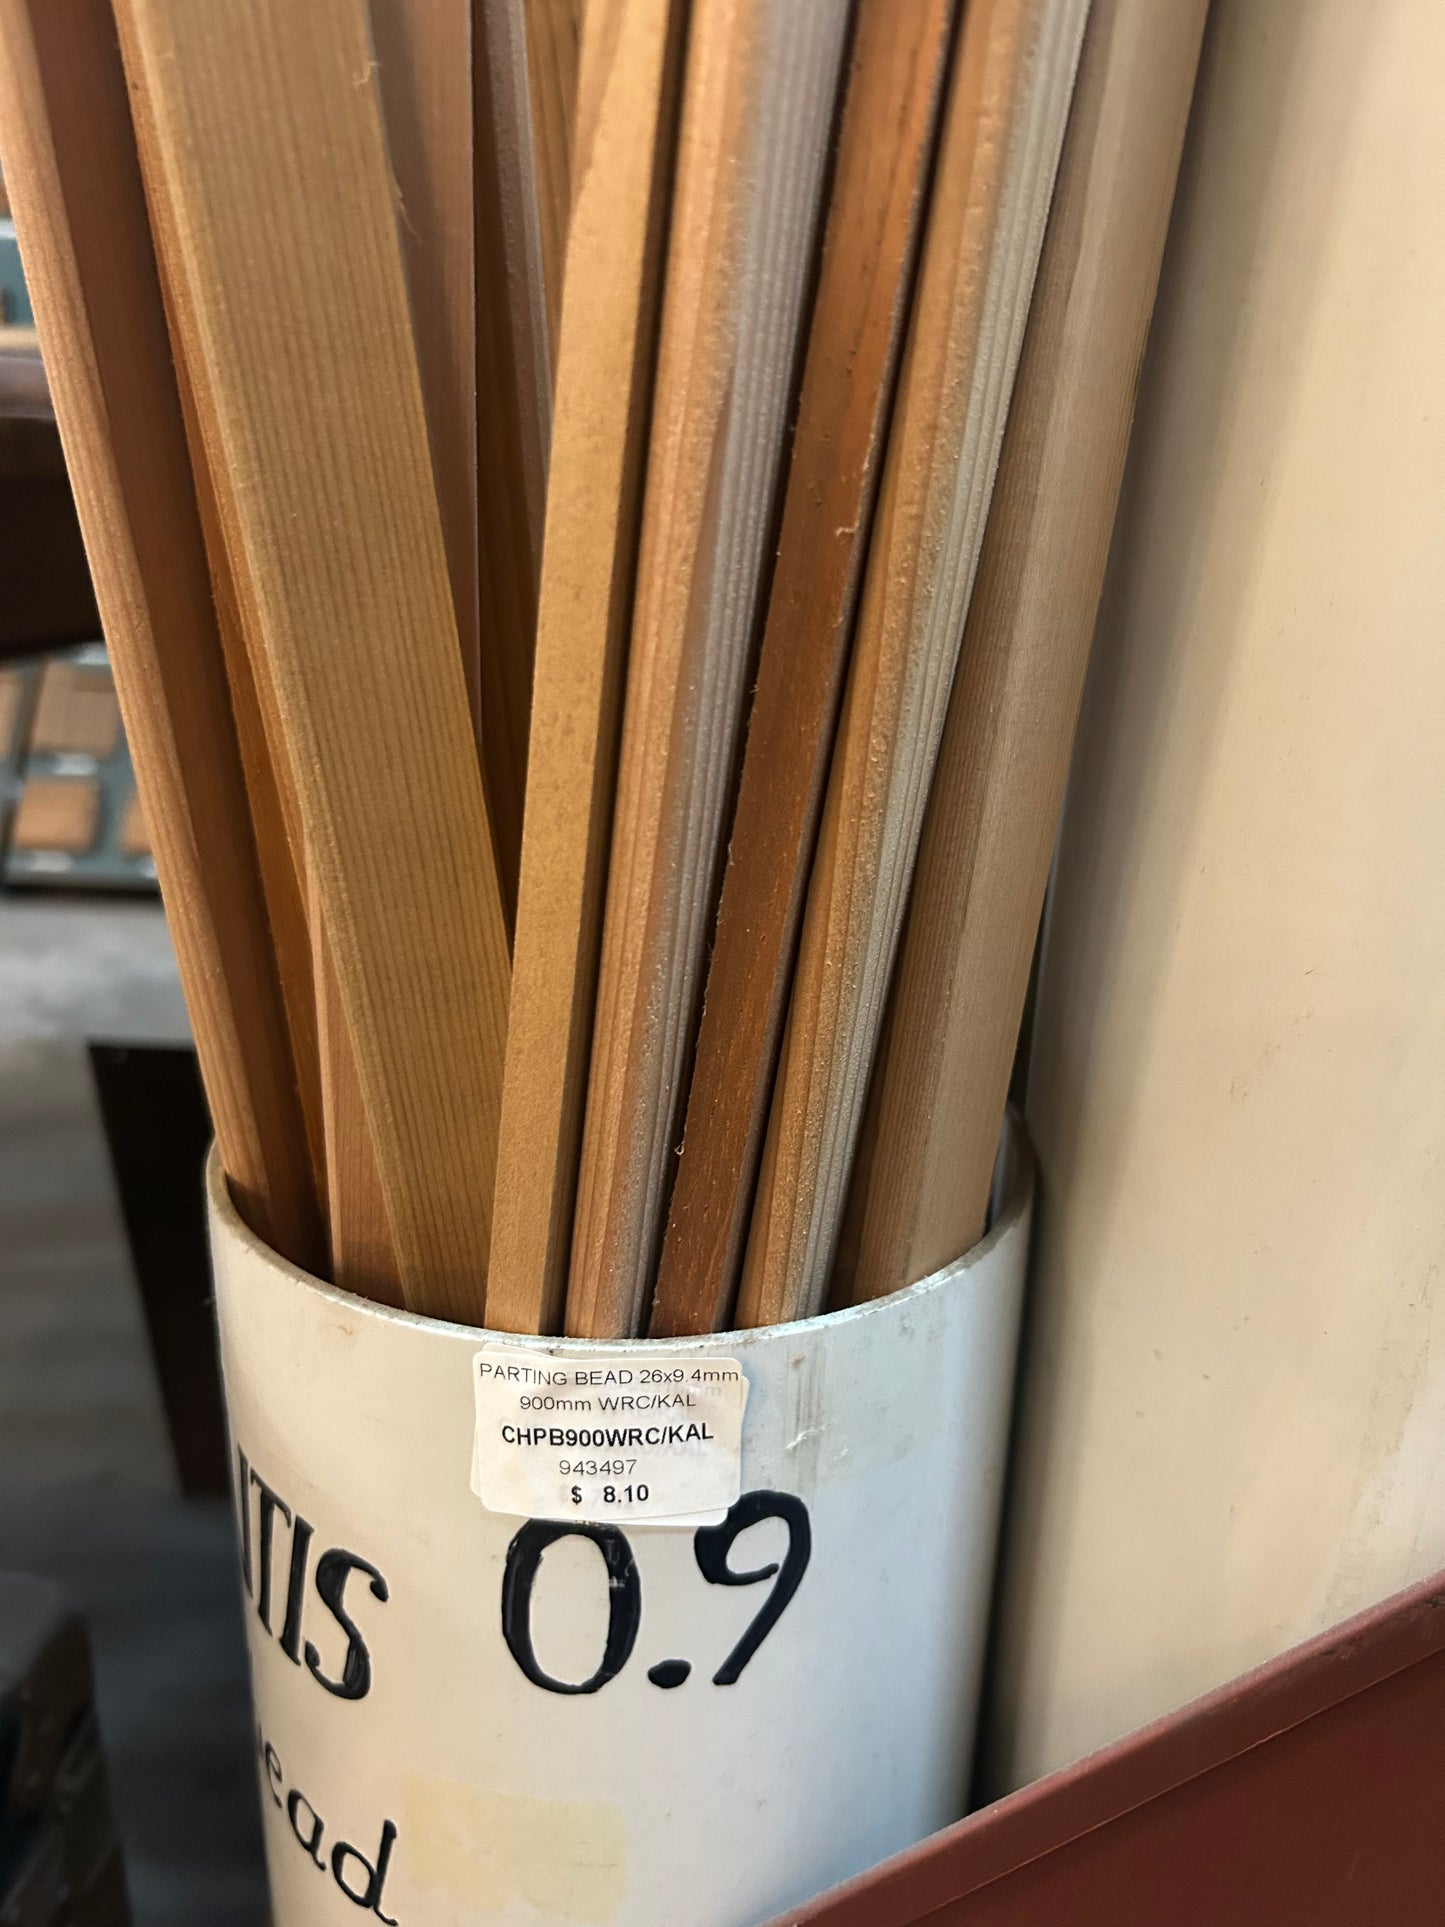 PARTING BEAD 26x9.4mm
900mm WRC/KAL
CHPB900WRC/KAL
943497
$ 8.10
0.9